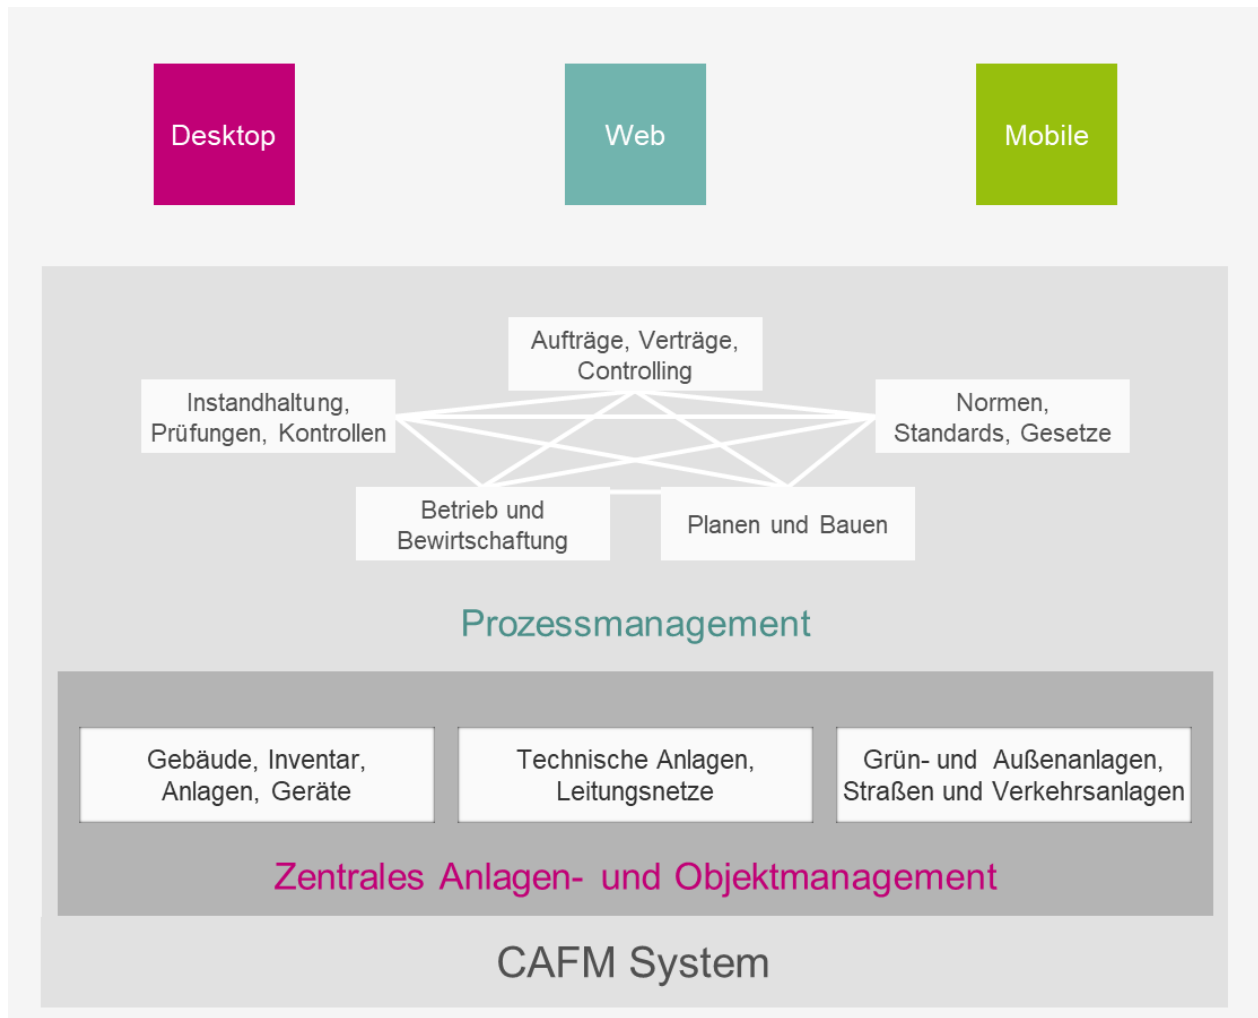 Desktop
Web
Mobile
Aufträge, Verträge,
Controlling
Instandhaltung,
Prüfungen, Kontrollen
Normen,
Standards, Gesetze
Betrieb und
Bewirtschaftung
Planen und Bauen
Prozessmanagement
Gebäude, Inventar,
Anlagen, Geräte
Technische Anlagen,
Leitungsnetze
Grün- und Außenanlagen,
Straßen und Verkehrsanlagen
Zentrales Anlagen- und Objektmanagement
CAFM System